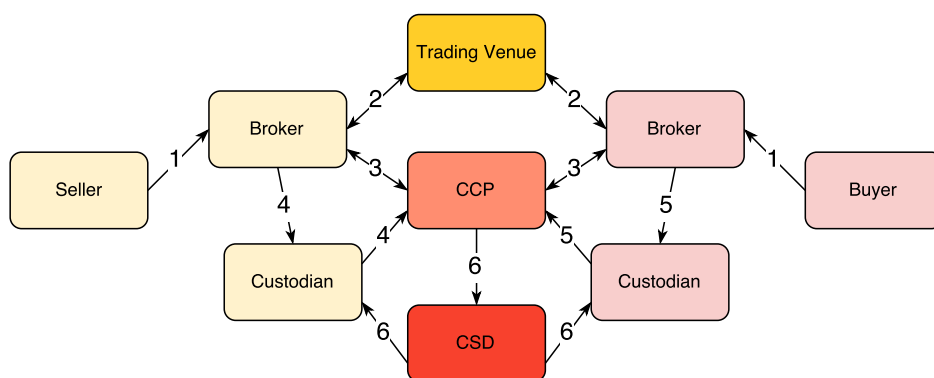 Trading Venue
2
2
Broker
Broker
1
1
3
3
Seller
CCP
Buyer
4
5
4
5
Custodian
6
Custodian
6
6
CSD